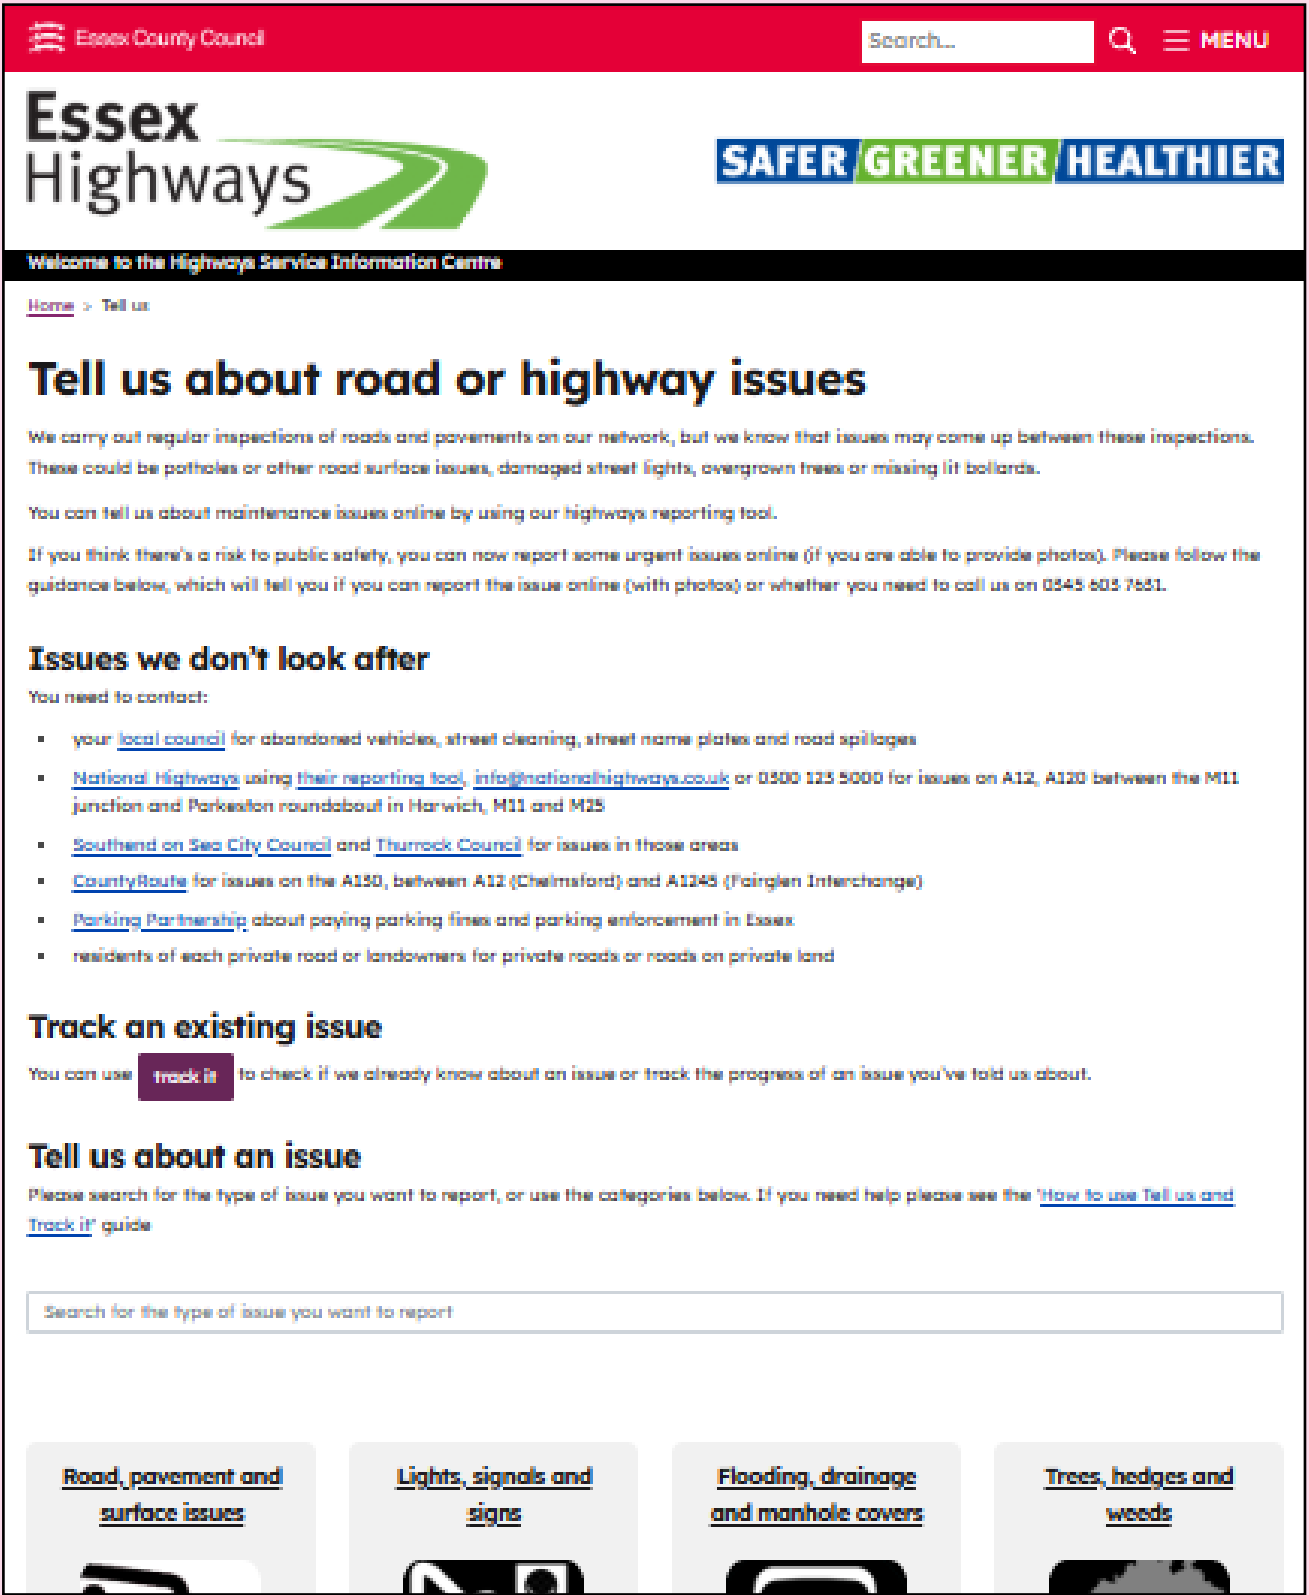 Essex County Council
Search...
MENU
Essex
Highways
SAFER GREENER HEALTHIER
Welcome to the Highways Service Information Centre
Home > Tell us
Tell us about road or highway issues
We carry out regular inspections of roads and pavements on our network, but we know that issues may come up between these inspections.
These could be potholes or other road surface issues, damaged street lights, overgrown trees or missing lit bollards.
You can tell us about maintenance issues online by using our highways reporting tool.
If you think there's a risk to public safety, you can now report some urgent issues online (if you are able to provide photos). Please follow the
guidance below, which will tell you if you can report the issue online (with photos) or whether you need to call us on 0345 603 7631.
Issues we don't look after
You need to contact:
▪ your local council for abandoned vehicles, street cleaning, street name plates and road spillages
▪ National Highways using their reporting tool, info@nationalhighways.co.uk or 0300 123 5000 for issues on A12, A120 between the M11
junction and Parkeston roundabout in Harwich, M11 and M25
▪ Southend on Sea City Council and Thurrock Council for issues in those areas
▪ CountyRoute for issues on the A130, between A12 (Chelmsford) and A1245 (Fairglen Interchange)
▪ Parking Partnership about paying parking fines and parking enforcement in Essex
▪ residents of each private road or landowners for private roads or roads on private land
Track an existing issue
You can use track it to check if we already know about an issue or track the progress of an issue you've told us about.
Tell us about an issue
Please search for the type of issue you want to report, or use the categories below. If you need help please see the 'How to use Tell us and
Track it' guide
Search for the type of issue you want to report
Road, pavement and
surface issues
Lights, signals and
signs
Flooding, drainage
and manhole covers
Trees, hedges and
weeds